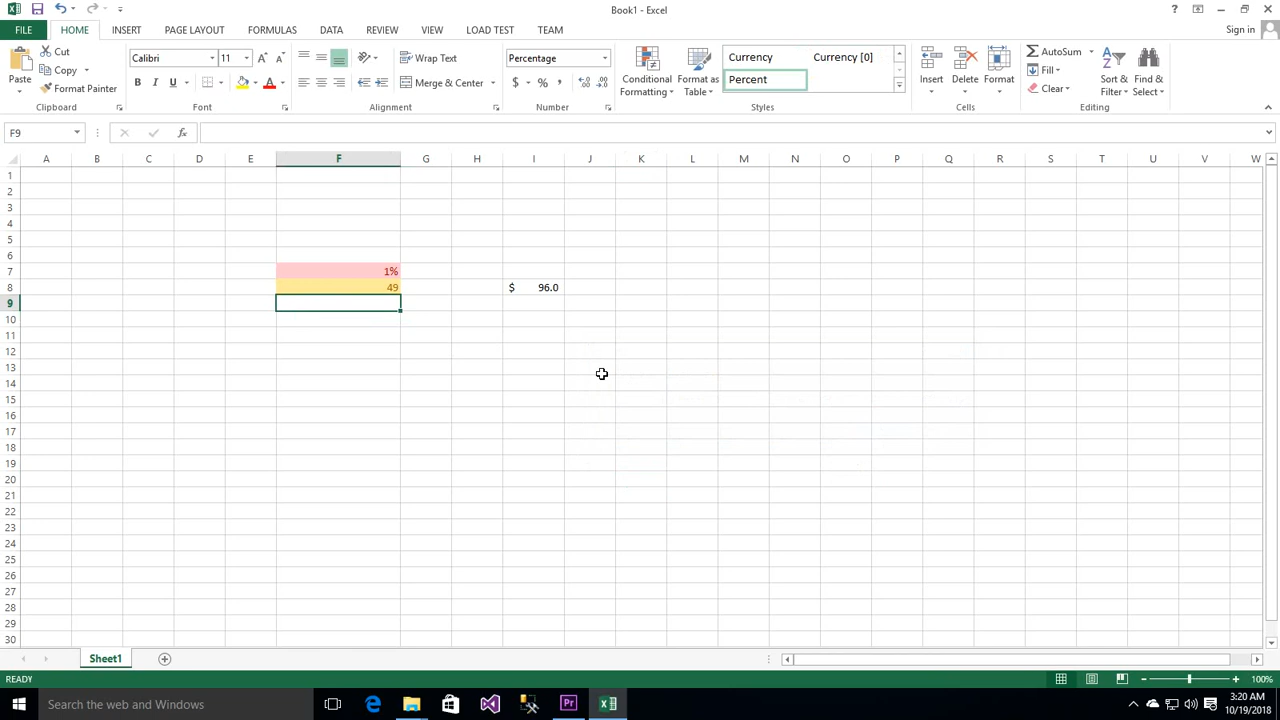 Book1 - Excel
Sign in
FILE HOME INSERT PAGE LAYOUT FORMULAS DATA REVIEW VIEW LOAD TEST TEAM
Paste
Cut
Copy
Format Painter
Clipboard
Calibri 11
B I U
Font
Wrap Text
Merge & Center
Alignment
Percentage
$ % ,
Number
Conditional
Formatting
Format as
Table
Currency Currency [0]
Percent
Styles
Insert Delete Format
Cells
AutoSum
Fill
Clear
Sort &
Filter
Find &
Select
Editing
F9
fx
A B C D E F G H I J K L M N O P Q R S T U V W
1
2
3
4
5
6
7 1%
8 49 $ 96.0
9
10
11
12
13
14
15
16
17
18
19
20
21
22
23
24
25
26
27
28
29
30
Sheet1
READY
100%
Search the web and Windows
3:20 AM
10/19/2018